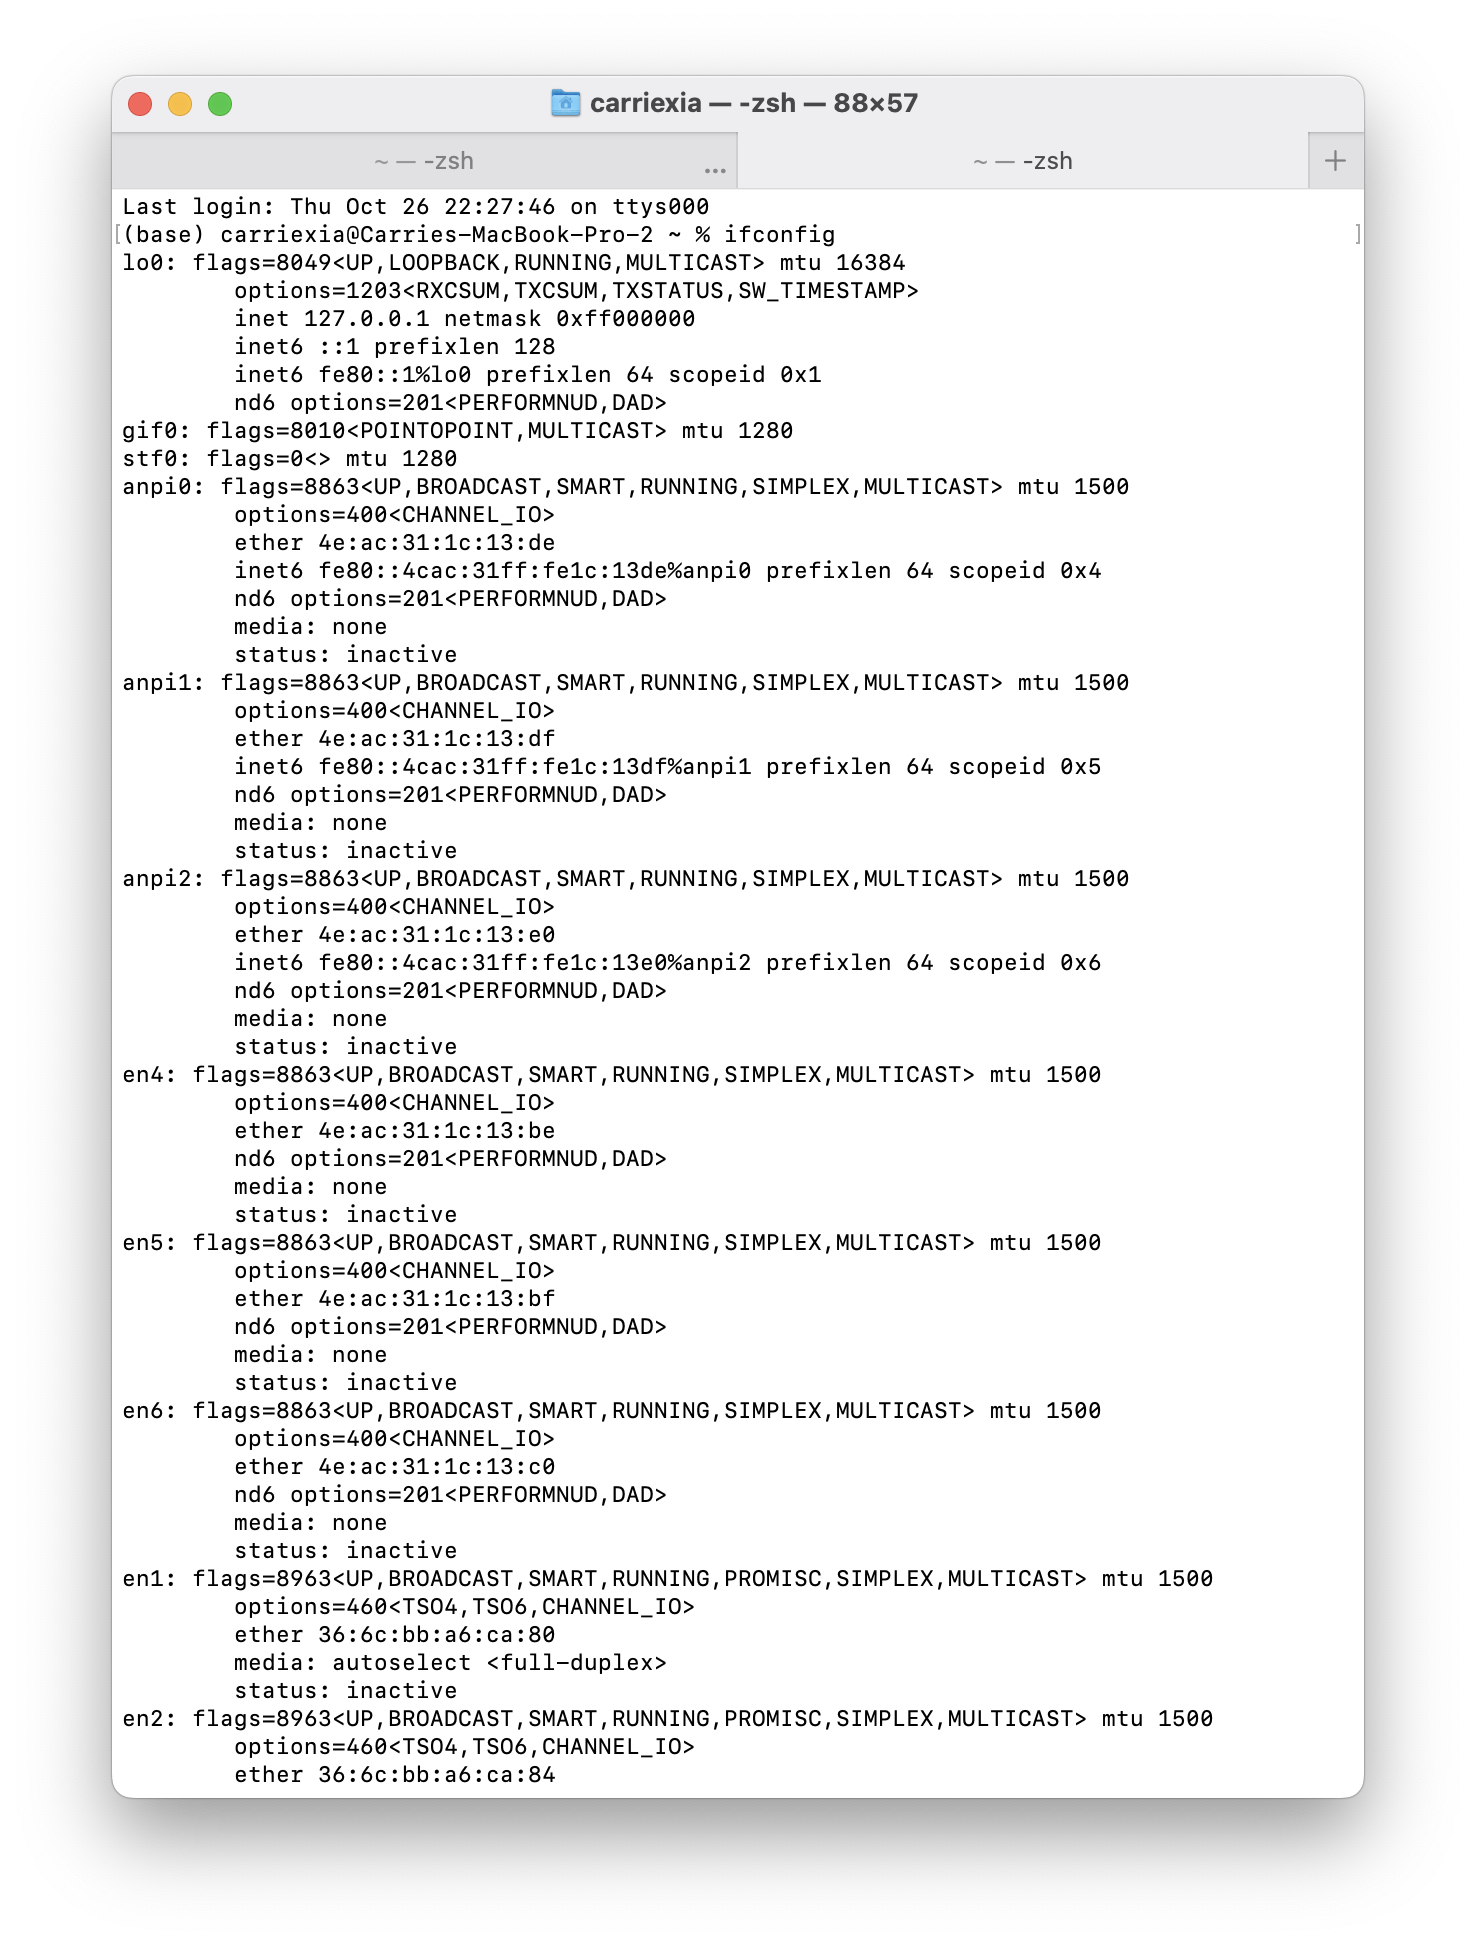 carriexia — -zsh — 88×57
~ — -zsh ... ~ — -zsh +
Last login: Thu Oct 26 22:27:46 on ttys000
[(base) carriexia@Carries-MacBook-Pro-2 ~ % ifconfig ]
lo0: flags=8049<UP,LOOPBACK,RUNNING,MULTICAST> mtu 16384
options=1203<RXCSUM,TXCSUM,TXSTATUS,SW_TIMESTAMP>
inet 127.0.0.1 netmask 0xff000000
inet6 ::1 prefixlen 128
inet6 fe80::1%lo0 prefixlen 64 scopeid 0x1
nd6 options=201<PERFORMNUD,DAD>
gif0: flags=8010<POINTOPOINT,MULTICAST> mtu 1280
stf0: flags=0<> mtu 1280
anpi0: flags=8863<UP,BROADCAST,SMART,RUNNING,SIMPLEX,MULTICAST> mtu 1500
options=400<CHANNEL_IO>
ether 4e:ac:31:1c:13:de
inet6 fe80::4cac:31ff:fe1c:13de%anpi0 prefixlen 64 scopeid 0x4
nd6 options=201<PERFORMNUD,DAD>
media: none
status: inactive
anpi1: flags=8863<UP,BROADCAST,SMART,RUNNING,SIMPLEX,MULTICAST> mtu 1500
options=400<CHANNEL_IO>
ether 4e:ac:31:1c:13:df
inet6 fe80::4cac:31ff:fe1c:13df%anpi1 prefixlen 64 scopeid 0x5
nd6 options=201<PERFORMNUD,DAD>
media: none
status: inactive
anpi2: flags=8863<UP,BROADCAST,SMART,RUNNING,SIMPLEX,MULTICAST> mtu 1500
options=400<CHANNEL_IO>
ether 4e:ac:31:1c:13:e0
inet6 fe80::4cac:31ff:fe1c:13e0%anpi2 prefixlen 64 scopeid 0x6
nd6 options=201<PERFORMNUD,DAD>
media: none
status: inactive
en4: flags=8863<UP,BROADCAST,SMART,RUNNING,SIMPLEX,MULTICAST> mtu 1500
options=400<CHANNEL_IO>
ether 4e:ac:31:1c:13:be
nd6 options=201<PERFORMNUD,DAD>
media: none
status: inactive
en5: flags=8863<UP,BROADCAST,SMART,RUNNING,SIMPLEX,MULTICAST> mtu 1500
options=400<CHANNEL_IO>
ether 4e:ac:31:1c:13:bf
nd6 options=201<PERFORMNUD,DAD>
media: none
status: inactive
en6: flags=8863<UP,BROADCAST,SMART,RUNNING,SIMPLEX,MULTICAST> mtu 1500
options=400<CHANNEL_IO>
ether 4e:ac:31:1c:13:c0
nd6 options=201<PERFORMNUD,DAD>
media: none
status: inactive
en1: flags=8963<UP,BROADCAST,SMART,RUNNING,PROMISC,SIMPLEX,MULTICAST> mtu 1500
options=460<TSO4,TSO6,CHANNEL_IO>
ether 36:6c:bb:a6:ca:80
media: autoselect <full-duplex>
status: inactive
en2: flags=8963<UP,BROADCAST,SMART,RUNNING,PROMISC,SIMPLEX,MULTICAST> mtu 1500
options=460<TSO4,TSO6,CHANNEL_IO>
ether 36:6c:bb:a6:ca:84